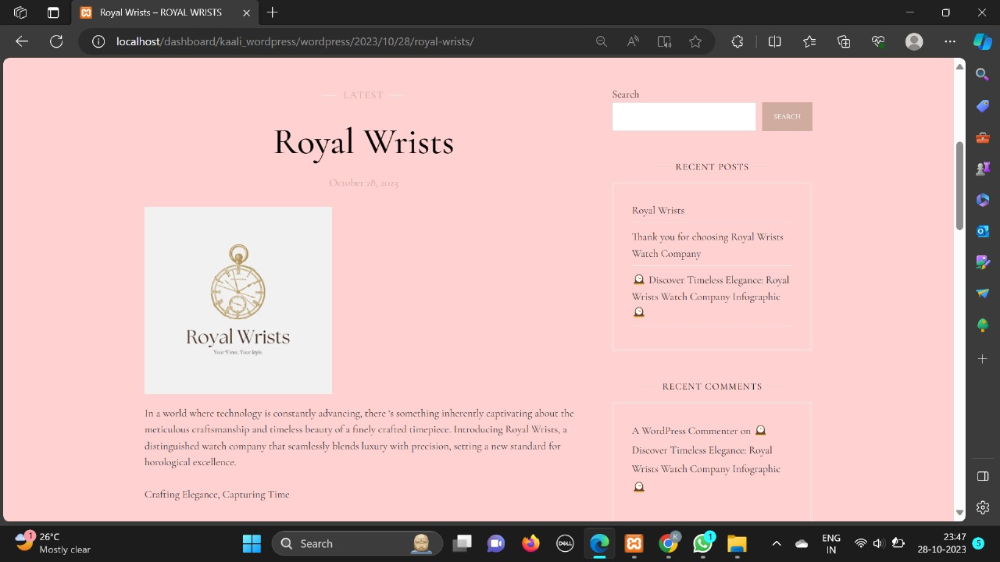 Royal Wrists – ROYAL WRISTS
localhost/dashboard/kaali_wordpress/wordpress/2023/10/28/royal-wrists/
LATEST
Royal Wrists
October 28, 2023
Royal Wrists
Your Time, Your Style.
In a world where technology is constantly advancing, there ‘s something inherently captivating about the
meticulous craftsmanship and timeless beauty of a finely crafted timepiece. Introducing Royal Wrists, a
distinguished watch company that seamlessly blends luxury with precision, setting a new standard for
horological excellence.
Crafting Elegance, Capturing Time
Search
SEARCH
RECENT POSTS
Royal Wrists
Thank you for choosing Royal Wrists
Watch Company
🕰 Discover Timeless Elegance: Royal
Wrists Watch Company Infographic
🕰
RECENT COMMENTS
A WordPress Commenter on 🕰
Discover Timeless Elegance: Royal
Wrists Watch Company Infographic
🕰
1
26°C
Mostly clear
Search
DELL
K
1
ENG
IN
23:47
28-10-2023
5